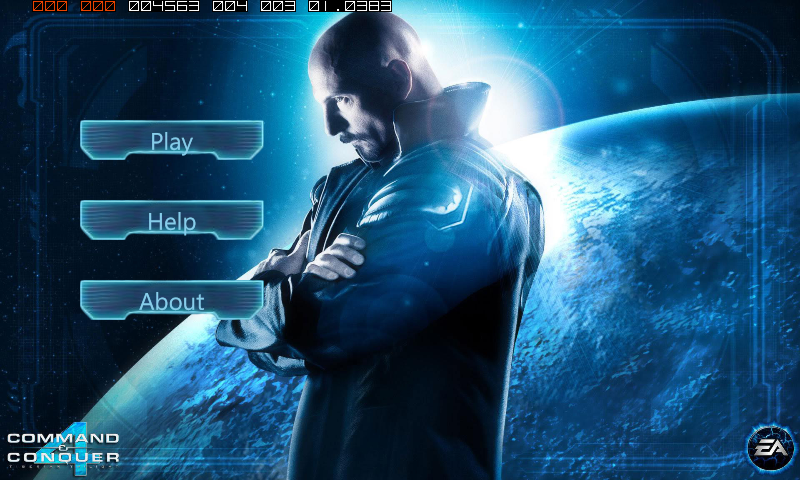 000 000 004563 004 003 01.0383
Play
Help
About
COMMAND
&
CONQUER
4
EA